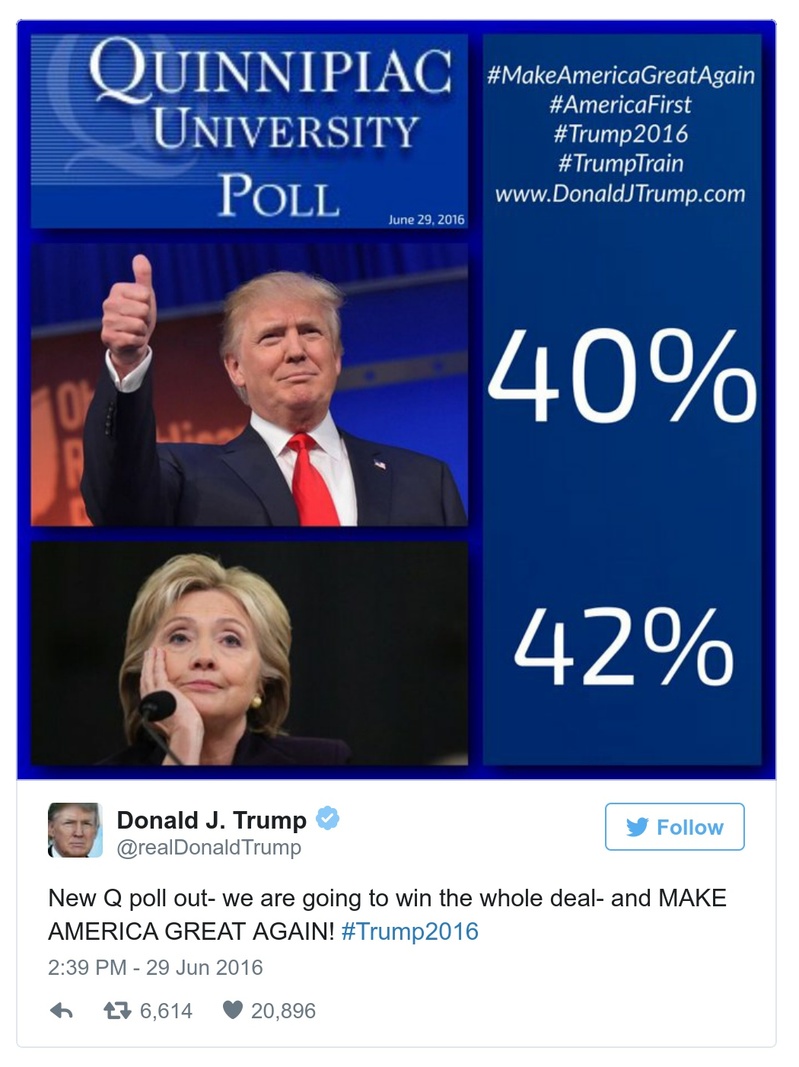 QUINNIPIAC
UNIVERSITY
POLL
June 29, 2016
#MakeAmericaGreatAgain
#AmericaFirst
#Trump2016
#TrumpTrain
www.DonaldJTrump.com
40%
42%
Donald J. Trump
@realDonaldTrump
Follow
New Q poll out- we are going to win the whole deal- and MAKE
AMERICA GREAT AGAIN! #Trump2016
2:39 PM - 29 Jun 2016
6,614 20,896